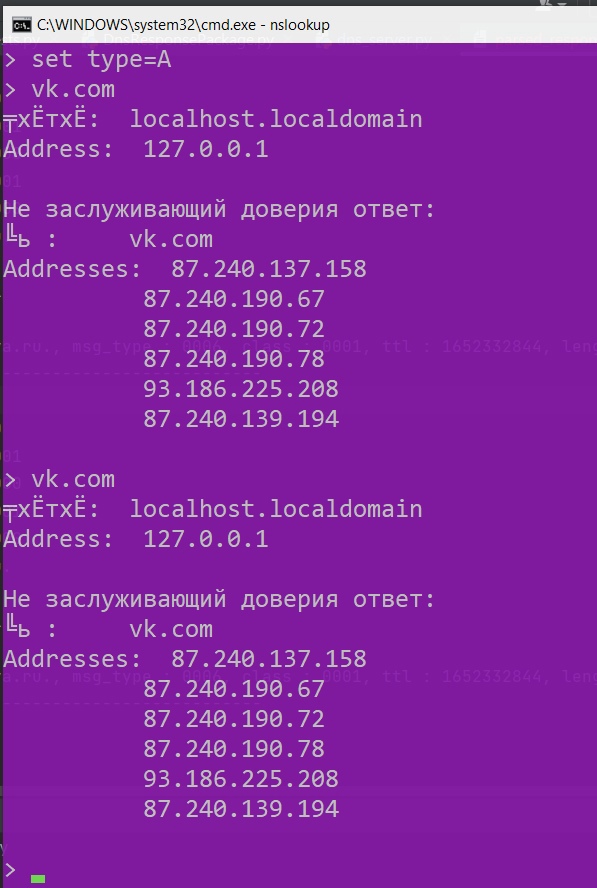 C:\WINDOWS\system32\cmd.exe - nslookup
> set type=A
> vk.com
╤хЁтхЁ:  localhost.localdomain
Address:  127.0.0.1
Не заслуживающий доверия ответ:
╚ь :     vk.com
Addresses:  87.240.137.158
87.240.190.67
87.240.190.72
87.240.190.78
93.186.225.208
87.240.139.194
> vk.com
╤хЁтхЁ:  localhost.localdomain
Address:  127.0.0.1
Не заслуживающий доверия ответ:
╚ь :     vk.com
Addresses:  87.240.137.158
87.240.190.67
87.240.190.72
87.240.190.78
93.186.225.208
87.240.139.194
>